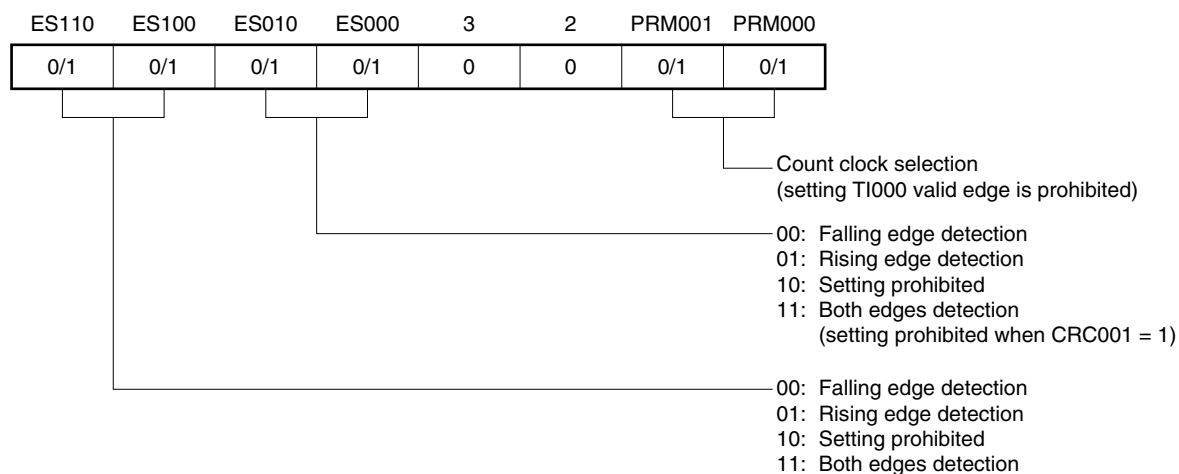 ES110 ES100 ES010 ES000 3 2 PRM001 PRM000
0/1 0/1 0/1 0/1 0 0 0/1 0/1
Count clock selection
(setting TI000 valid edge is prohibited)
00: Falling edge detection
01: Rising edge detection
10: Setting prohibited
11: Both edges detection
(setting prohibited when CRC001 = 1)
00: Falling edge detection
01: Rising edge detection
10: Setting prohibited
11: Both edges detection